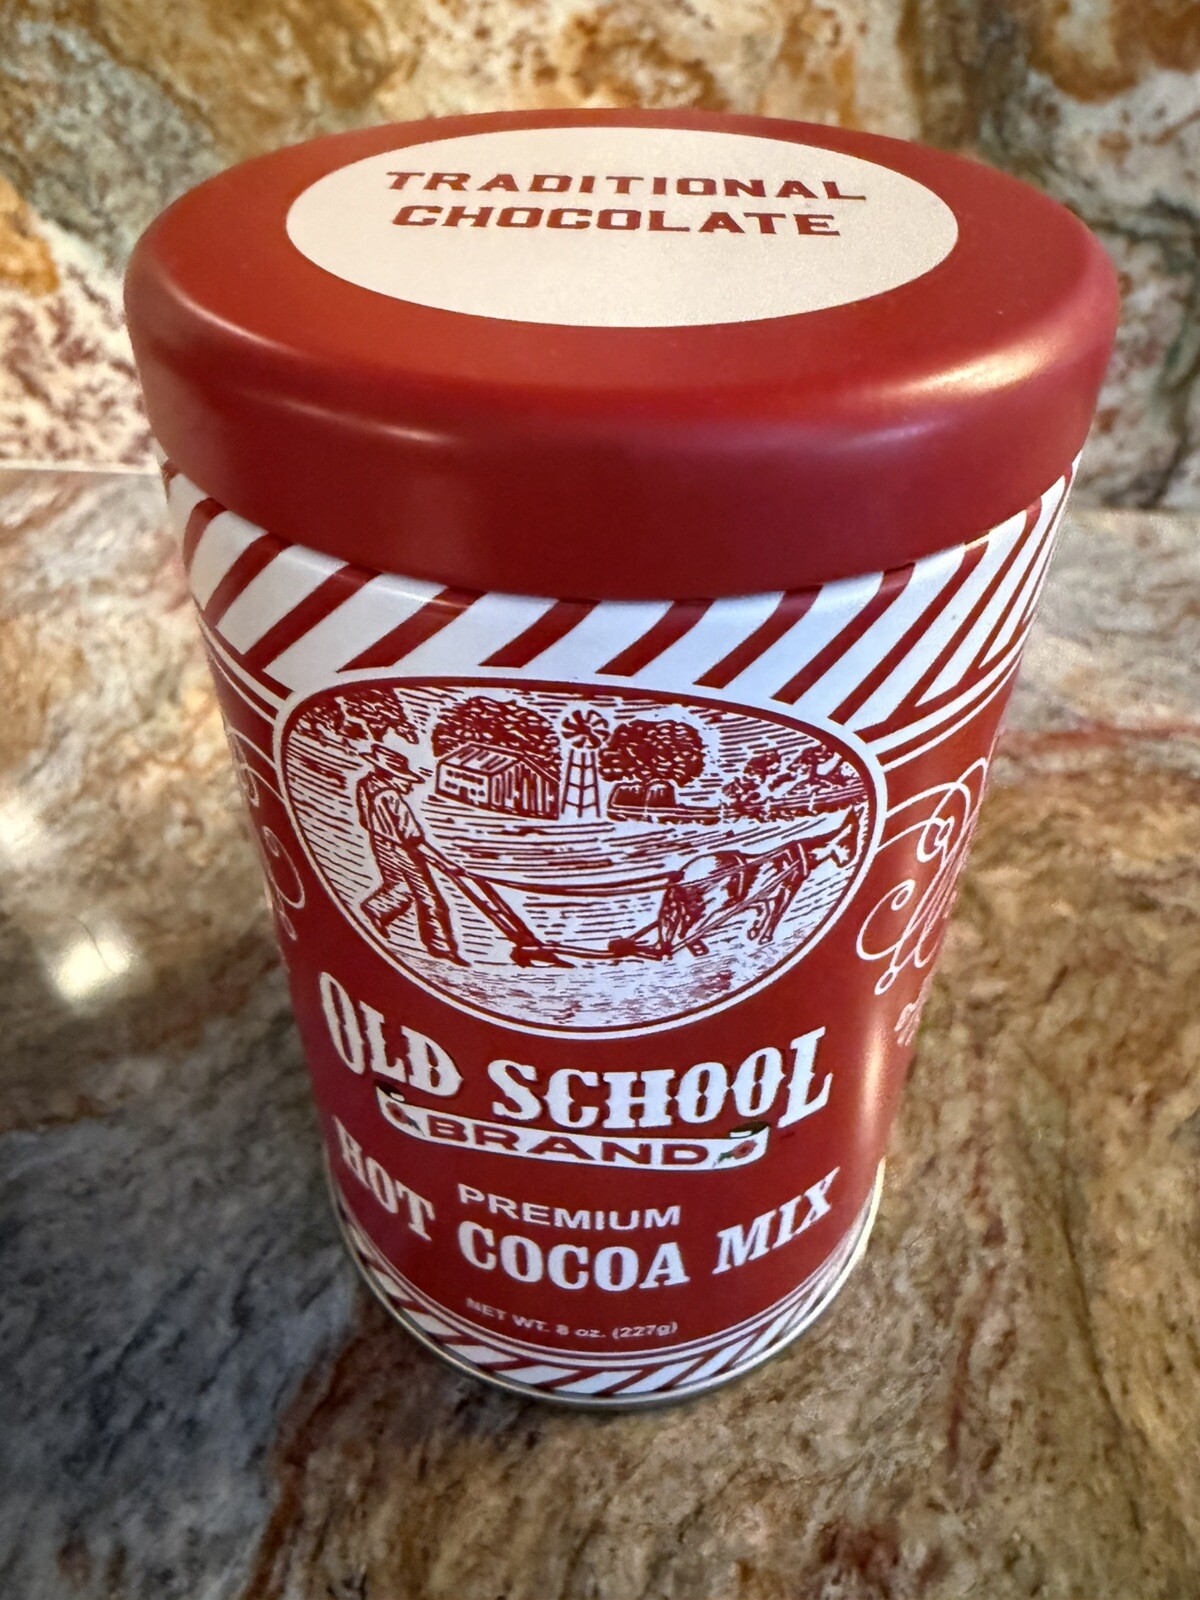 TRADITIONAL
CHOCOLATE
OLD SCHOOL
BRAND
PREMIUM
HOT COCOA MIX
NET WT. 8 oz. (227g)